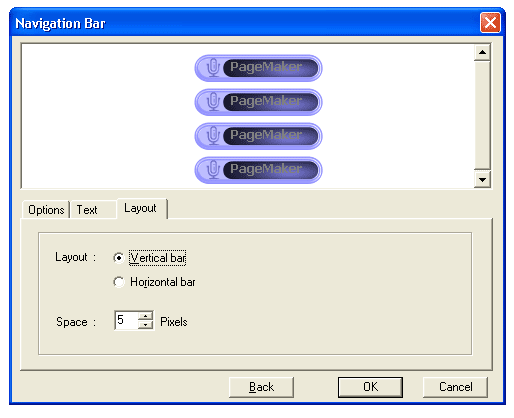 Navigation Bar
PageMaker
PageMaker
PageMaker
PageMaker
Options Text Layout
Layout : Vertical bar
Horizontal bar
Space : 5 Pixels
Back OK Cancel